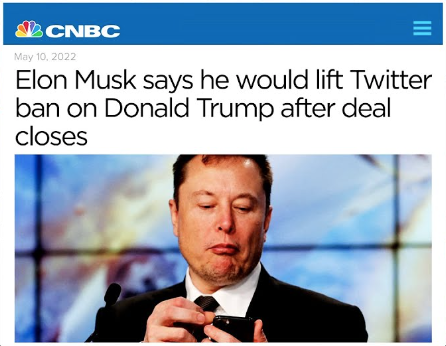 CNBC
May 10, 2022
Elon Musk says he would lift Twitter
ban on Donald Trump after deal
closes